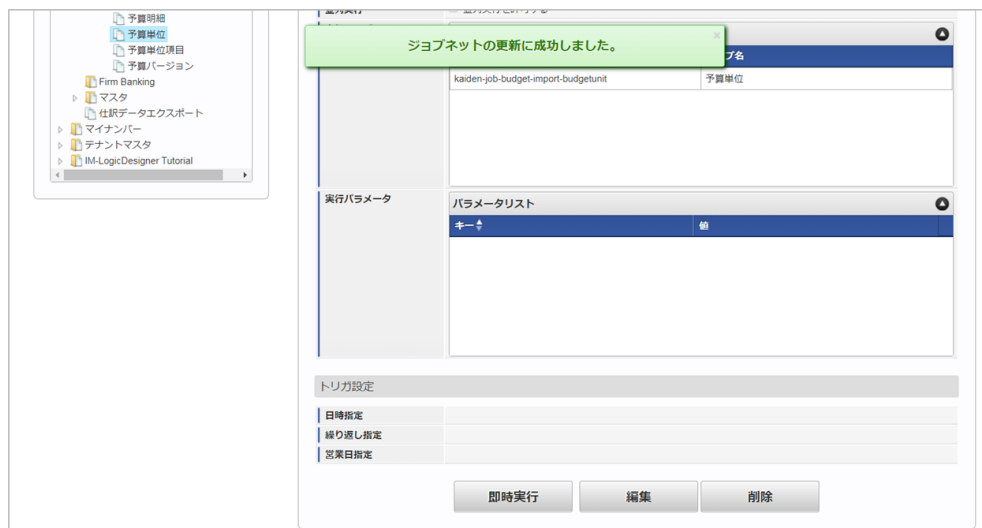 予算明細
予算単位
予算単位項目
予算バージョン
Firm Banking
マスタ
仕訳データエクスポート
マイナンバー
テナントマスタ
IM-LogicDesigner Tutorial
ジョブネットの更新に成功しました。
×
プ名
kaiden-job-budget-import-budgetunit 予算単位
実行パラメータ
パラメータリスト
キー 値
トリガ設定
日時指定
繰り返し指定
営業日指定
即時実行 編集 削除